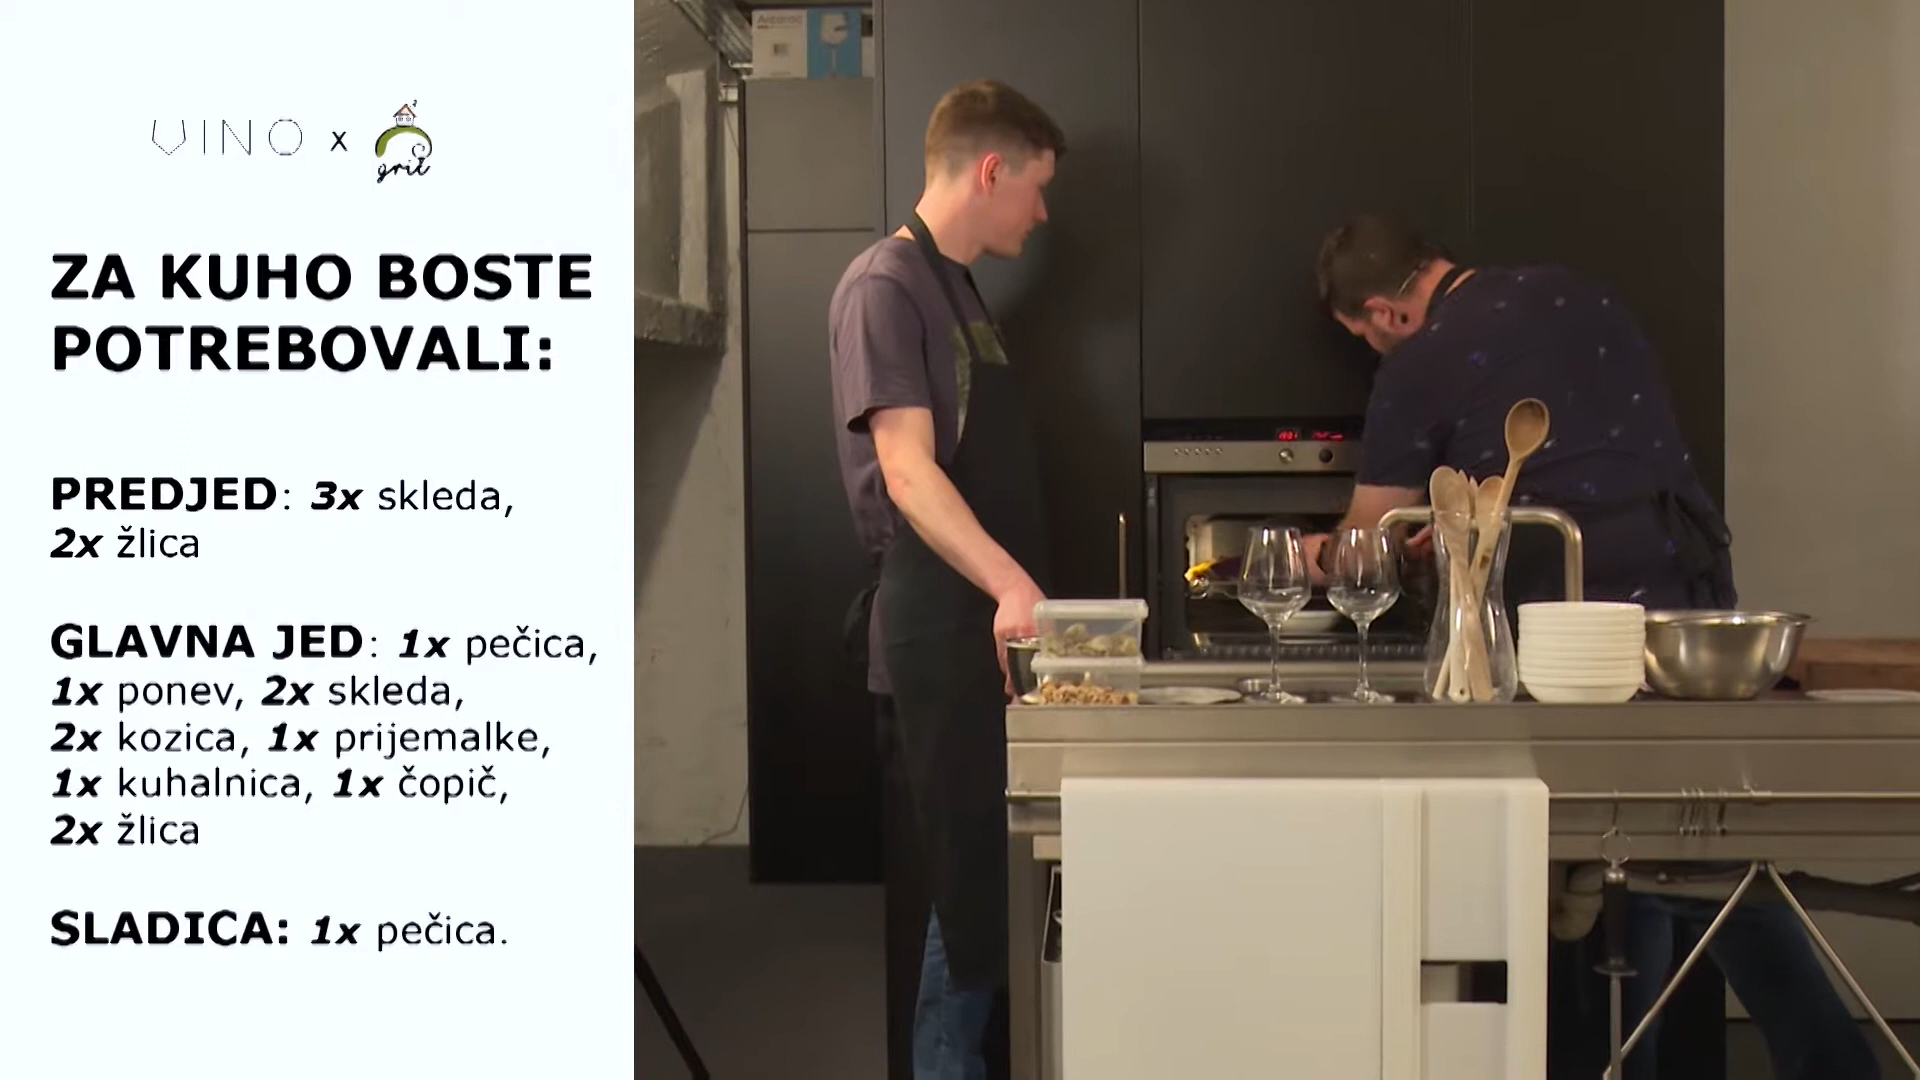 VINO x grič
ZA KUHO BOSTE
POTREBOVALI:
PREDJED: 3x skleda,
2x žlica
GLAVNA JED: 1x pečica,
1x ponev, 2x skleda,
2x kozica, 1x prijemalke,
1x kuhalnica, 1x čopič,
2x žlica
SLADICA: 1x pečica.